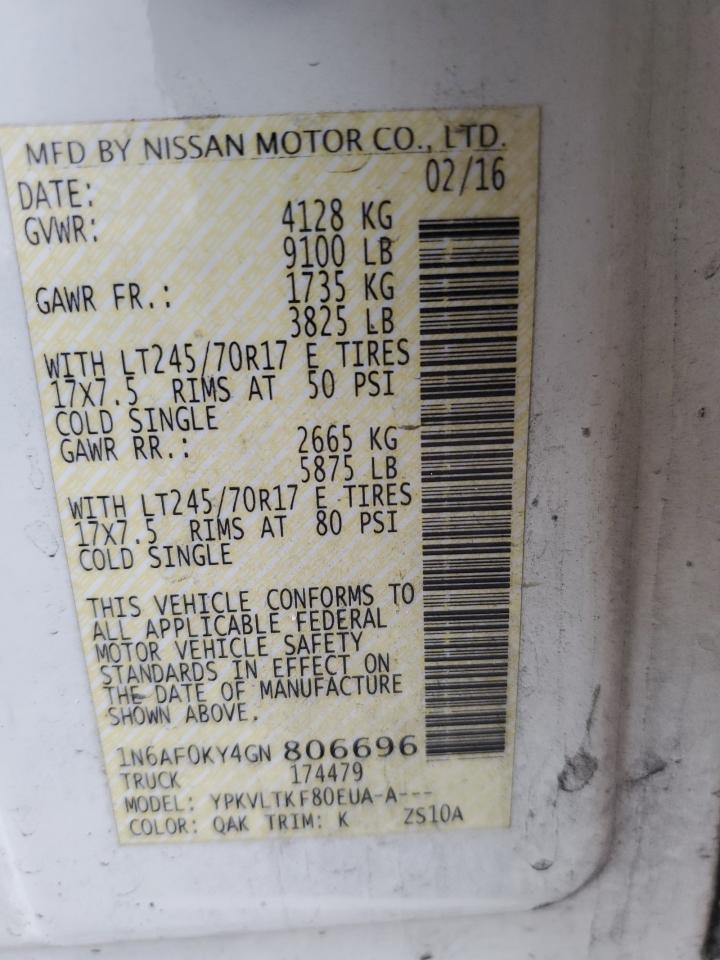 MFD BY NISSAN MOTOR CO., LTD.
DATE: 02/16
GVWR: 4128 KG
9100 LB
GAWR FR.: 1735 KG
3825 LB
WITH LT245/70R17 E TIRES
17X7.5 RIMS AT 50 PSI
COLD SINGLE
GAWR RR.: 2665 KG
5875 LB
WITH LT245/70R17 E TIRES
17X7.5 RIMS AT 80 PSI
COLD SINGLE
THIS VEHICLE CONFORMS TO
ALL APPLICABLE FEDERAL
MOTOR VEHICLE SAFETY
STANDARDS IN EFFECT ON
THE DATE OF MANUFACTURE
SHOWN ABOVE.
1N6AF0KY4GN 806696
TRUCK 174479
MODEL: YPKVLTKF80EUA-A---
COLOR: QAK TRIM: K ZS10A